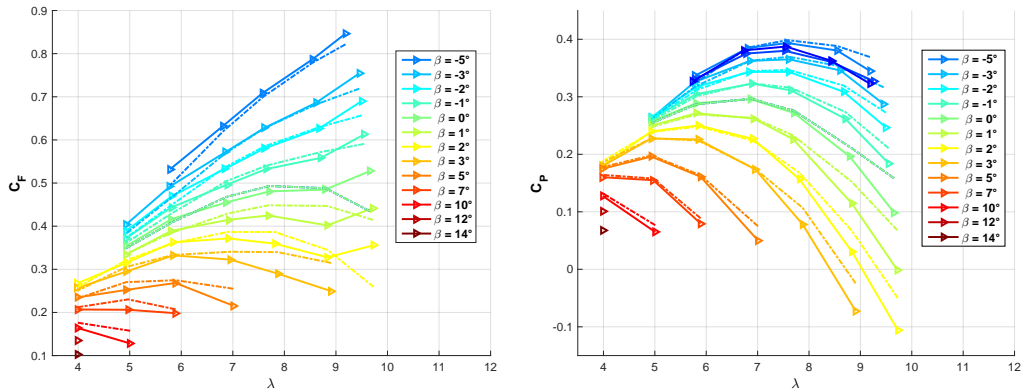 0.9
0.8
0.7
0.6
0.5
0.4
0.3
0.2
0.1
C_F
4 5 6 7 8 9 10 11 12
λ
β = -5°
β = -3°
β = -2°
β = -1°
β = 0°
β = 1°
β = 2°
β = 3°
β = 5°
β = 7°
β = 10°
β = 12°
β = 14°
0.4
0.3
0.2
0.1
0
-0.1
C_P
4 5 6 7 8 9 10 11 12
λ
β = -5°
β = -3°
β = -2°
β = -1°
β = 0°
β = 1°
β = 2°
β = 3°
β = 5°
β = 7°
β = 10°
β = 12°
β = 14°